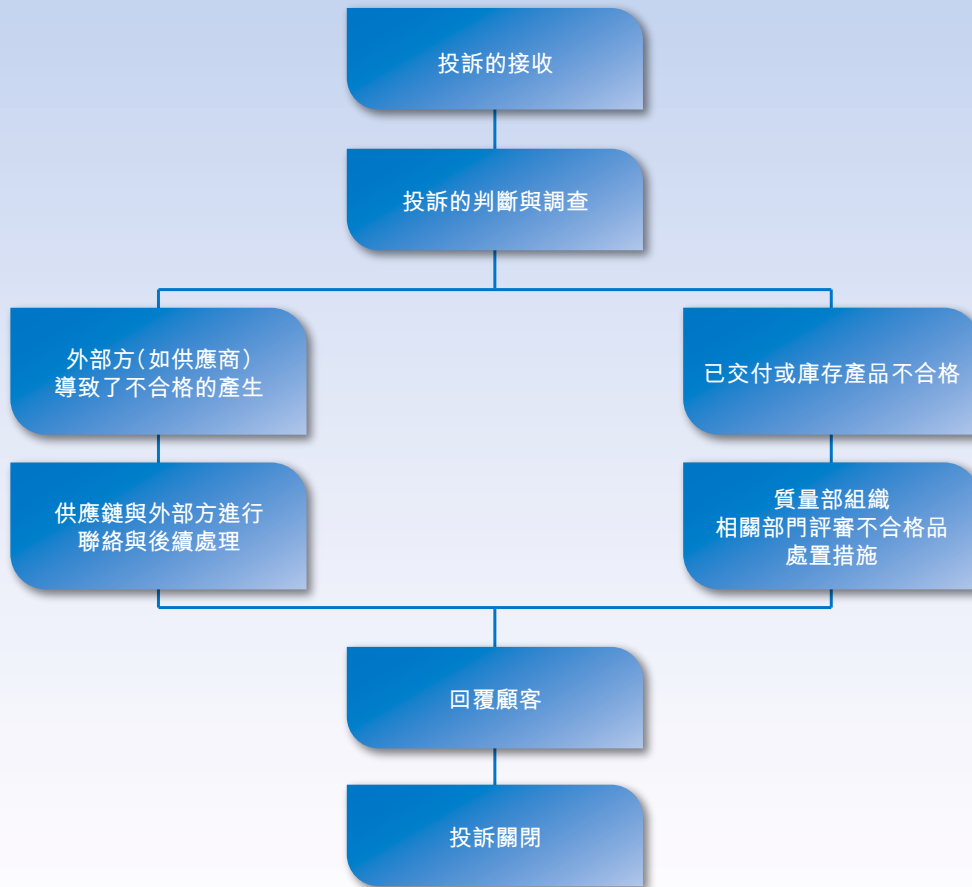 投訴的接收
投訴的判斷與調查
外部方（如供應商）
導致了不合格的產生
已交付或庫存產品不合格
供應鏈與外部方進行
聯絡與後續處理
質量部組織
相關部門評審不合格品
處置措施
回覆顧客
投訴關閉